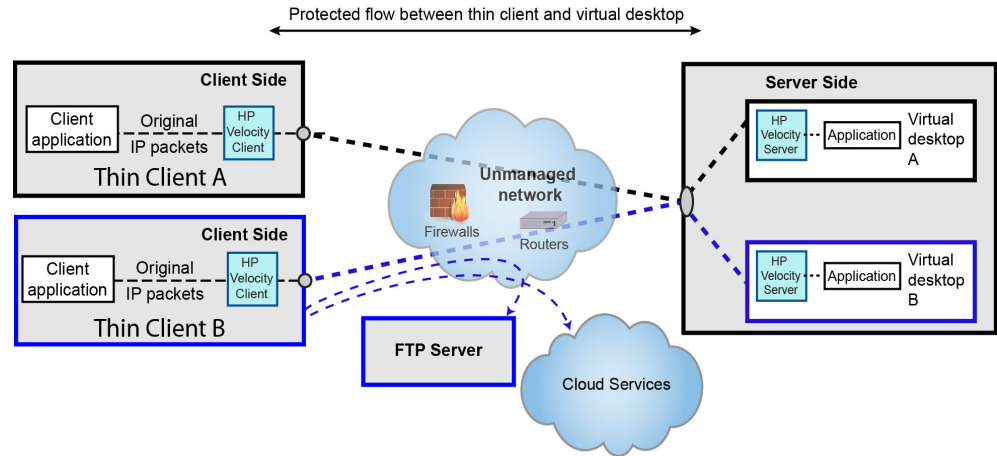 Protected flow between thin client and virtual desktop
Client Side
Client
application
Original
IP packets
HP
Velocity
Client
Thin Client A
Client Side
Client
application
Original
IP packets
HP
Velocity
Client
Thin Client B
Unmanaged
network
Firewalls
Routers
FTP Server
Cloud Services
Server Side
HP
Velocity
Server
Application
Virtual
desktop
A
HP
Velocity
Server
Application
Virtual
desktop
B